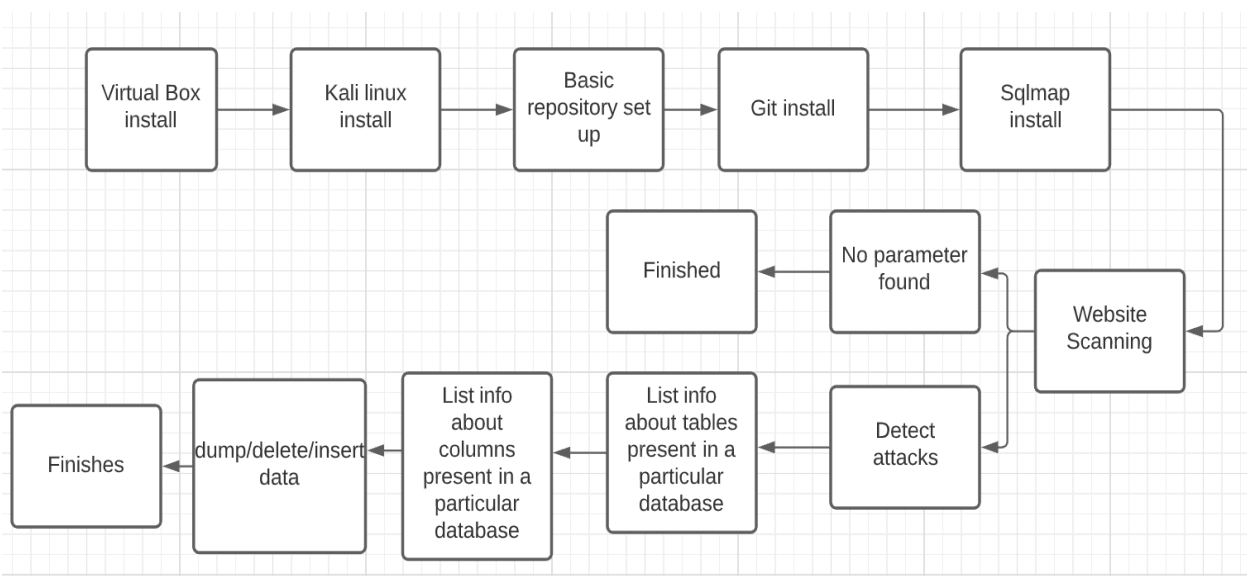 Virtual Box
install
Kali linux
install
Basic
repository set
up
Git install
Sqlmap
install
Finished
No parameter
found
Website
Scanning
Finishes
dump/delete/insert
data
List info
about
columns
present in a
particular
database
List info
about tables
present in a
particular
database
Detect
attacks